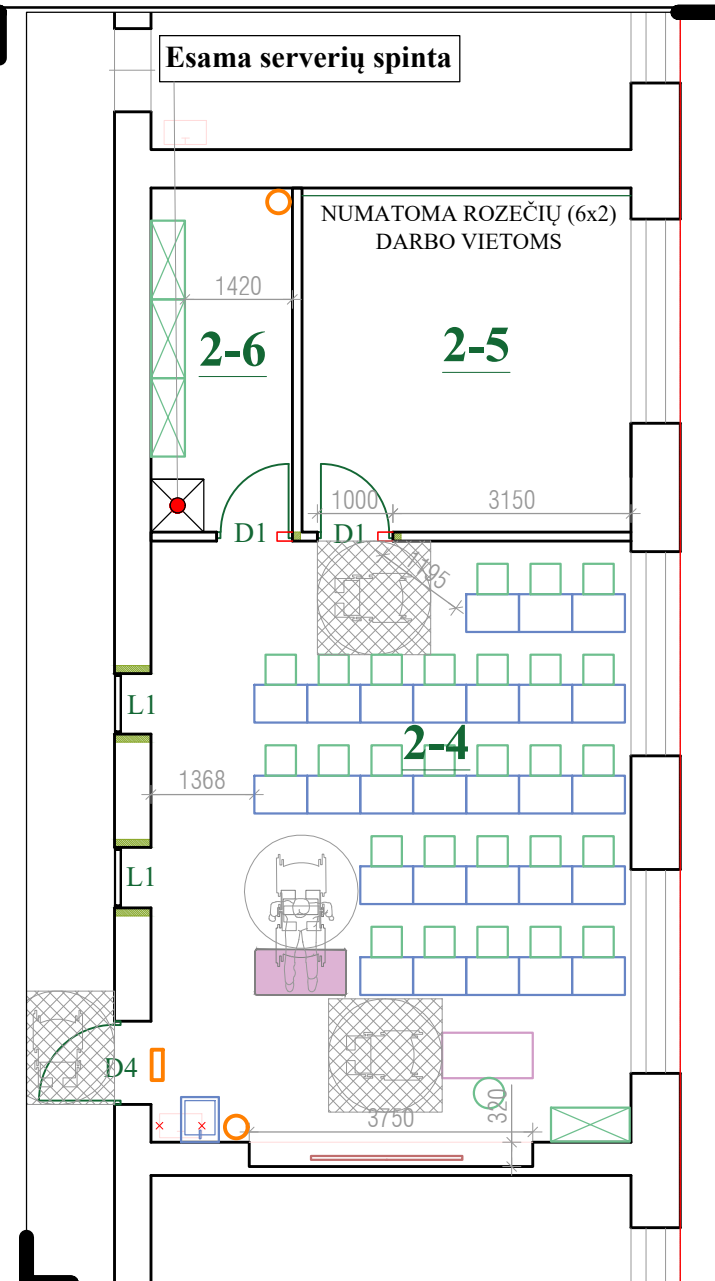 Esama serverių spinta
NUMATOMA ROZEČIŲ (6x2)
DARBO VIETOMS
1420
2-6
2-5
1000
3150
D1
D1
1195
L1
2-4
1368
L1
D4
3750
320